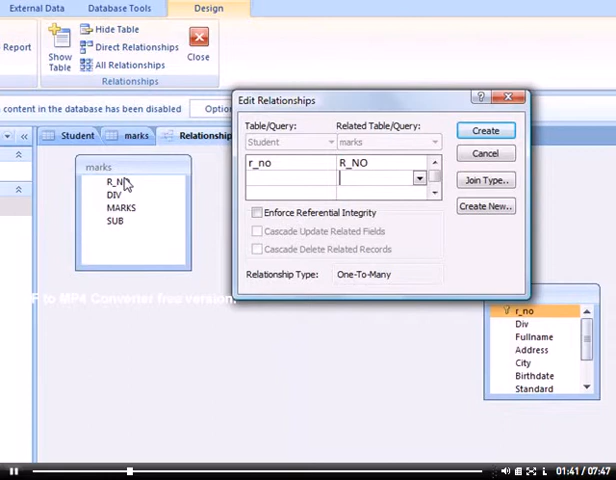 External Data
Database Tools
Design
Report
Show
Table
Hide Table
Direct Relationships
All Relationships
Close
Relationships
content in the database has been disabled
Optio
Student
marks
Relationship
marks
R_N
DIV
MARKS
SUB
Edit Relationships
Table/Query:
Related Table/Query:
Student
marks
r_no
R_NO
Enforce Referential Integrity
Cascade Update Related Fields
Cascade Delete Related Records
Relationship Type:
One-To-Many
Create
Cancel
Join Type..
Create New..
F to MP4 Converter free version.
r_no
Div
Fullname
Address
City
Birthdate
Standard
01:41 / 07:47